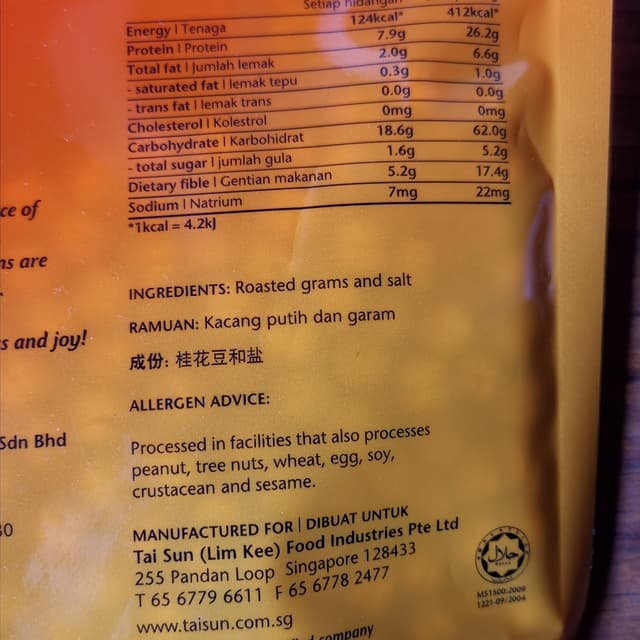 Setiap hidangan
Energy | Tenaga 124kcal* 412kcal*
Protein | Protein 7.9g 26.2g
Total fat | Jumlah lemak 2.0g 6.6g
- saturated fat | lemak tepu 0.3g 1.0g
- trans fat | lemak trans 0.0g 0.0g
Cholesterol | Kolestrol 0mg 0mg
Carbohydrate | Karbohidrat 18.6g 62.0g
- total sugar | jumlah gula 1.6g 5.2g
Dietary fible | Gentian makanan 5.2g 17.4g
Sodium | Natrium 7mg 22mg
*1kcal = 4.2kJ
ce of
ns are
s and joy!
Sdn Bhd
INGREDIENTS: Roasted grams and salt
RAMUAN: Kacang putih dan garam
成份: 桂花豆和盐
ALLERGEN ADVICE:
Processed in facilities that also processes
peanut, tree nuts, wheat, egg, soy,
crustacean and sesame.
MANUFACTURED FOR | DIBUAT UNTUK
Tai Sun (Lim Kee) Food Industries Pte Ltd
255 Pandan Loop Singapore 128433
T 65 6779 6611 F 65 6778 2477
www.taisun.com.sg
company
حلال
MS1500:2009
1221-09/2004